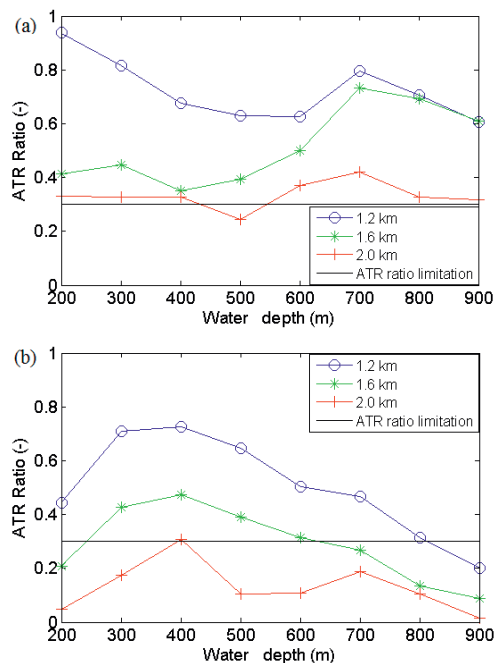 (a)
1
0.8
0.6
0.4
0.2
0
ATR Ratio (-)
1.2 km
1.6 km
2.0 km
ATR ratio limitation
200 300 400 500 600 700 800 900
Water depth (m)
(b)
1
0.8
0.6
0.4
0.2
0
ATR Ratio (-)
1.2 km
1.6 km
2.0 km
ATR ratio limitation
200 300 400 500 600 700 800 900
Water depth (m)